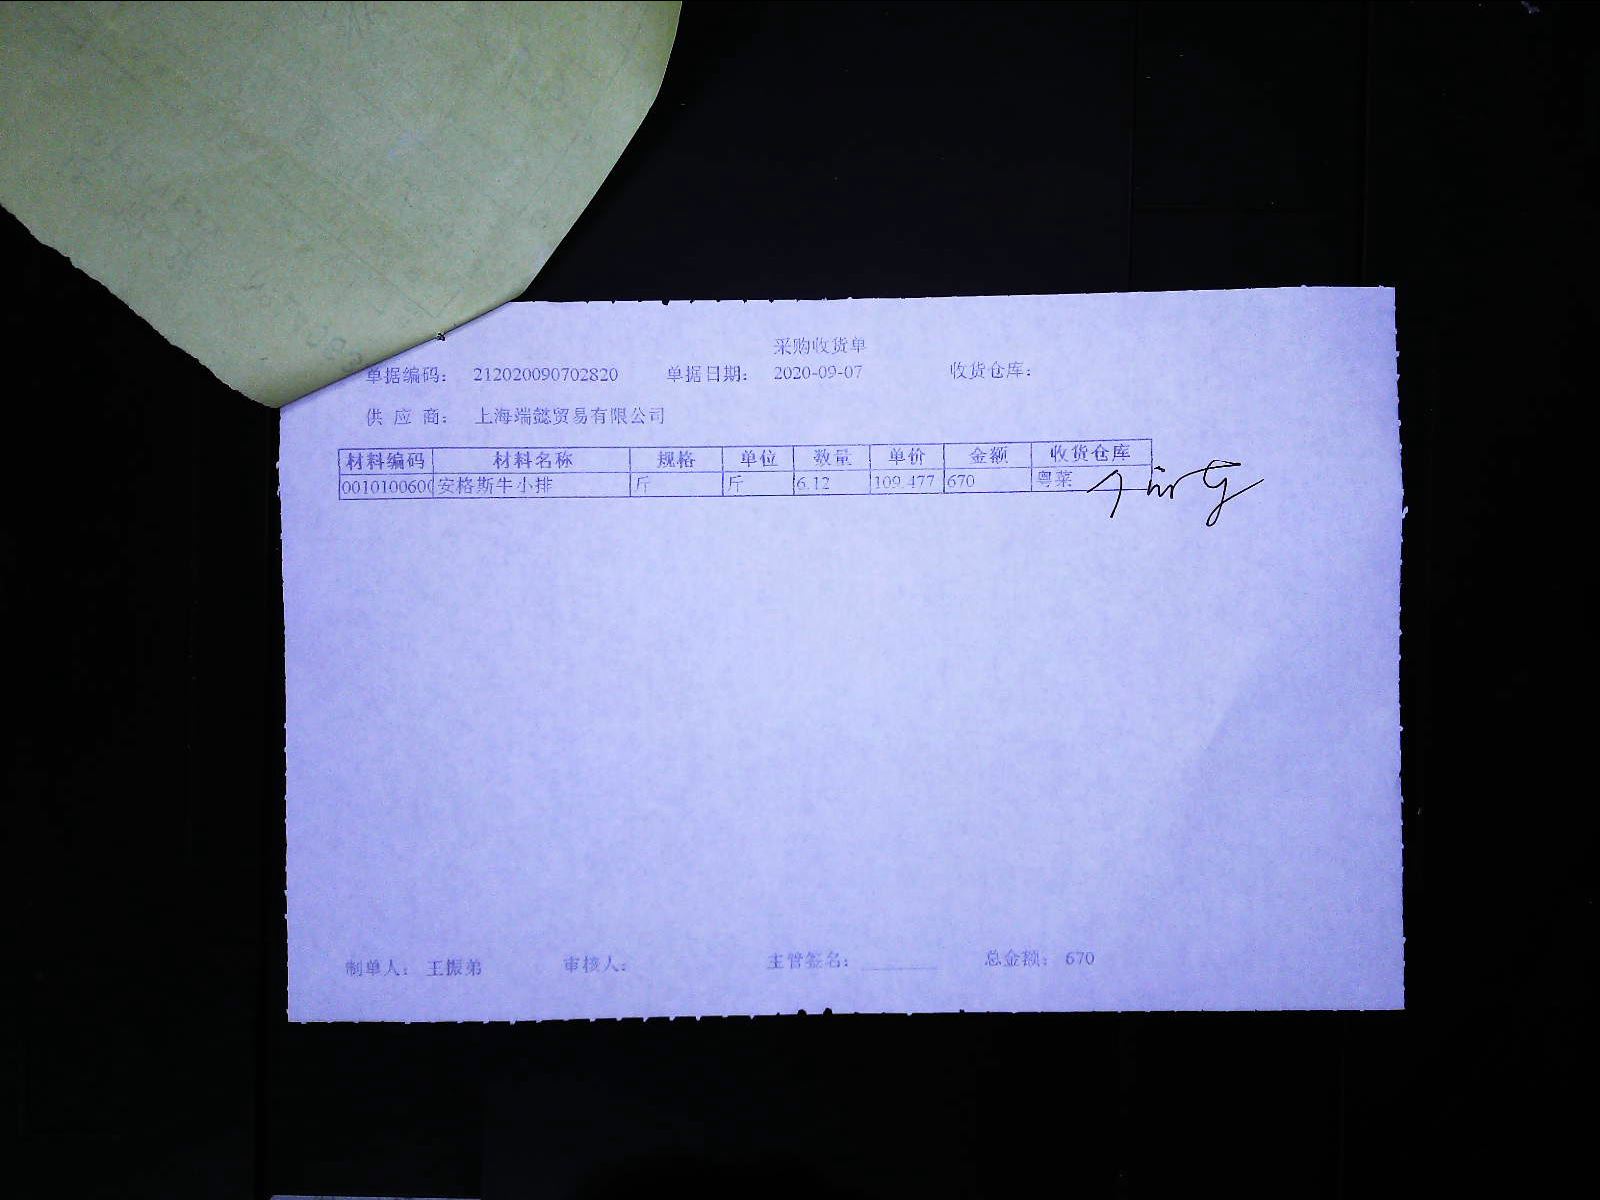 采购收货单
单据编码： 212020090702820 单据日期： 2020-09-07 收货仓库：
供 应 商： 上海端懿贸易有限公司
材料编码 材料名称 规格 单位 数量 单价 金额 收货仓库
0010100600 安格斯牛小排 斤 斤 6.12 109.477 670 粤菜
制单人： 王振弟 审核人： 主管签名： 总金额： 670